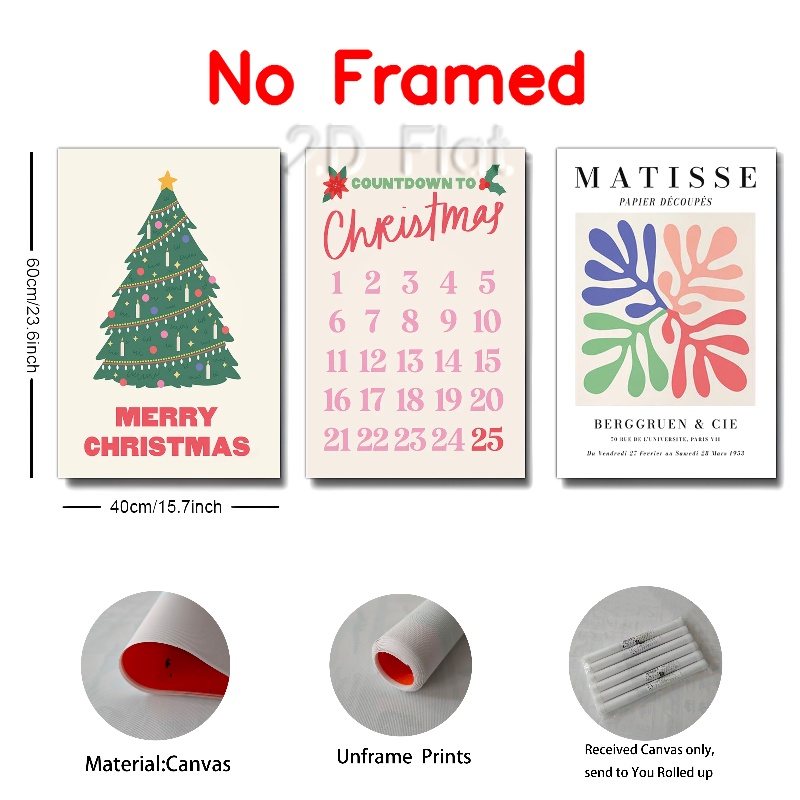 No Framed
2D Flat.
60cm/23.6inch
40cm/15.7inch
MERRY
CHRISTMAS
COUNTDOWN TO
Christmas
1 2 3 4 5
6 7 8 9 10
11 12 13 14 15
16 17 18 19 20
21 22 23 24 25
MATISSE
PAPIER DÉCOUPÉS
BERGGRUEN & CIE
70 RUE DE L'UNIVERSITE, PARIS VII
Du Vendredi 27 Fevrier au Samedi 28 Mars 1953
Material:Canvas
Unframe Prints
Received Canvas only,
send to You Rolled up